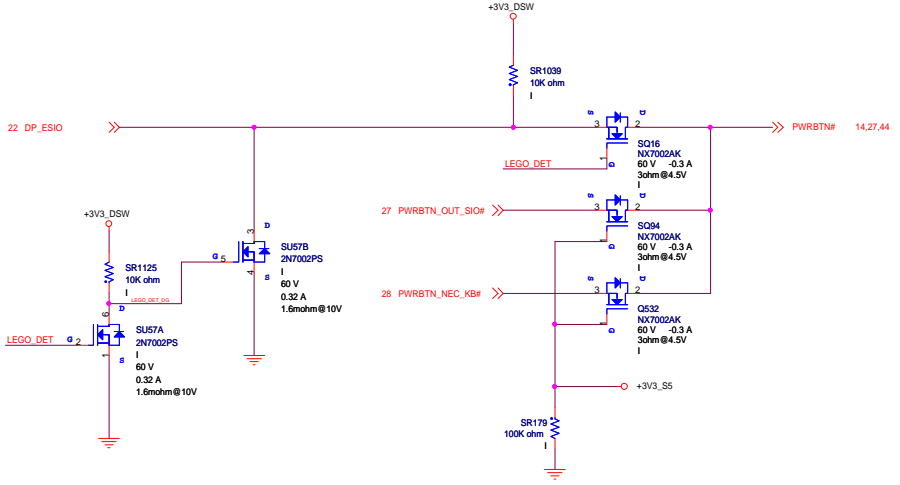 +3V3_DSW
SR1039
10K ohm
I
22 DP_ESIO
S
D
3
2
PWRBTN# 14,27,44
1
G
SQ16
NX7002AK
60 V -0.3 A
3ohm@4.5V
I
LEGO_DET
+3V3_DSW
27 PWRBTN_OUT_SIO#
S
D
3
2
1
G
SQ94
NX7002AK
60 V -0.3 A
3ohm@4.5V
I
3
D
G
5
4
S
SU57B
2N7002PS
I
60 V
0.32 A
1.6mohm@10V
SR1125
10K ohm
I
LEGO_DET_DG
28 PWRBTN_NEC_KB#
S
D
3
2
1
G
Q532
NX7002AK
60 V -0.3 A
3ohm@4.5V
I
6
D
LEGO_DET
G
2
1
S
SU57A
2N7002PS
I
60 V
0.32 A
1.6mohm@10V
+3V3_S5
SR179
100K ohm
I